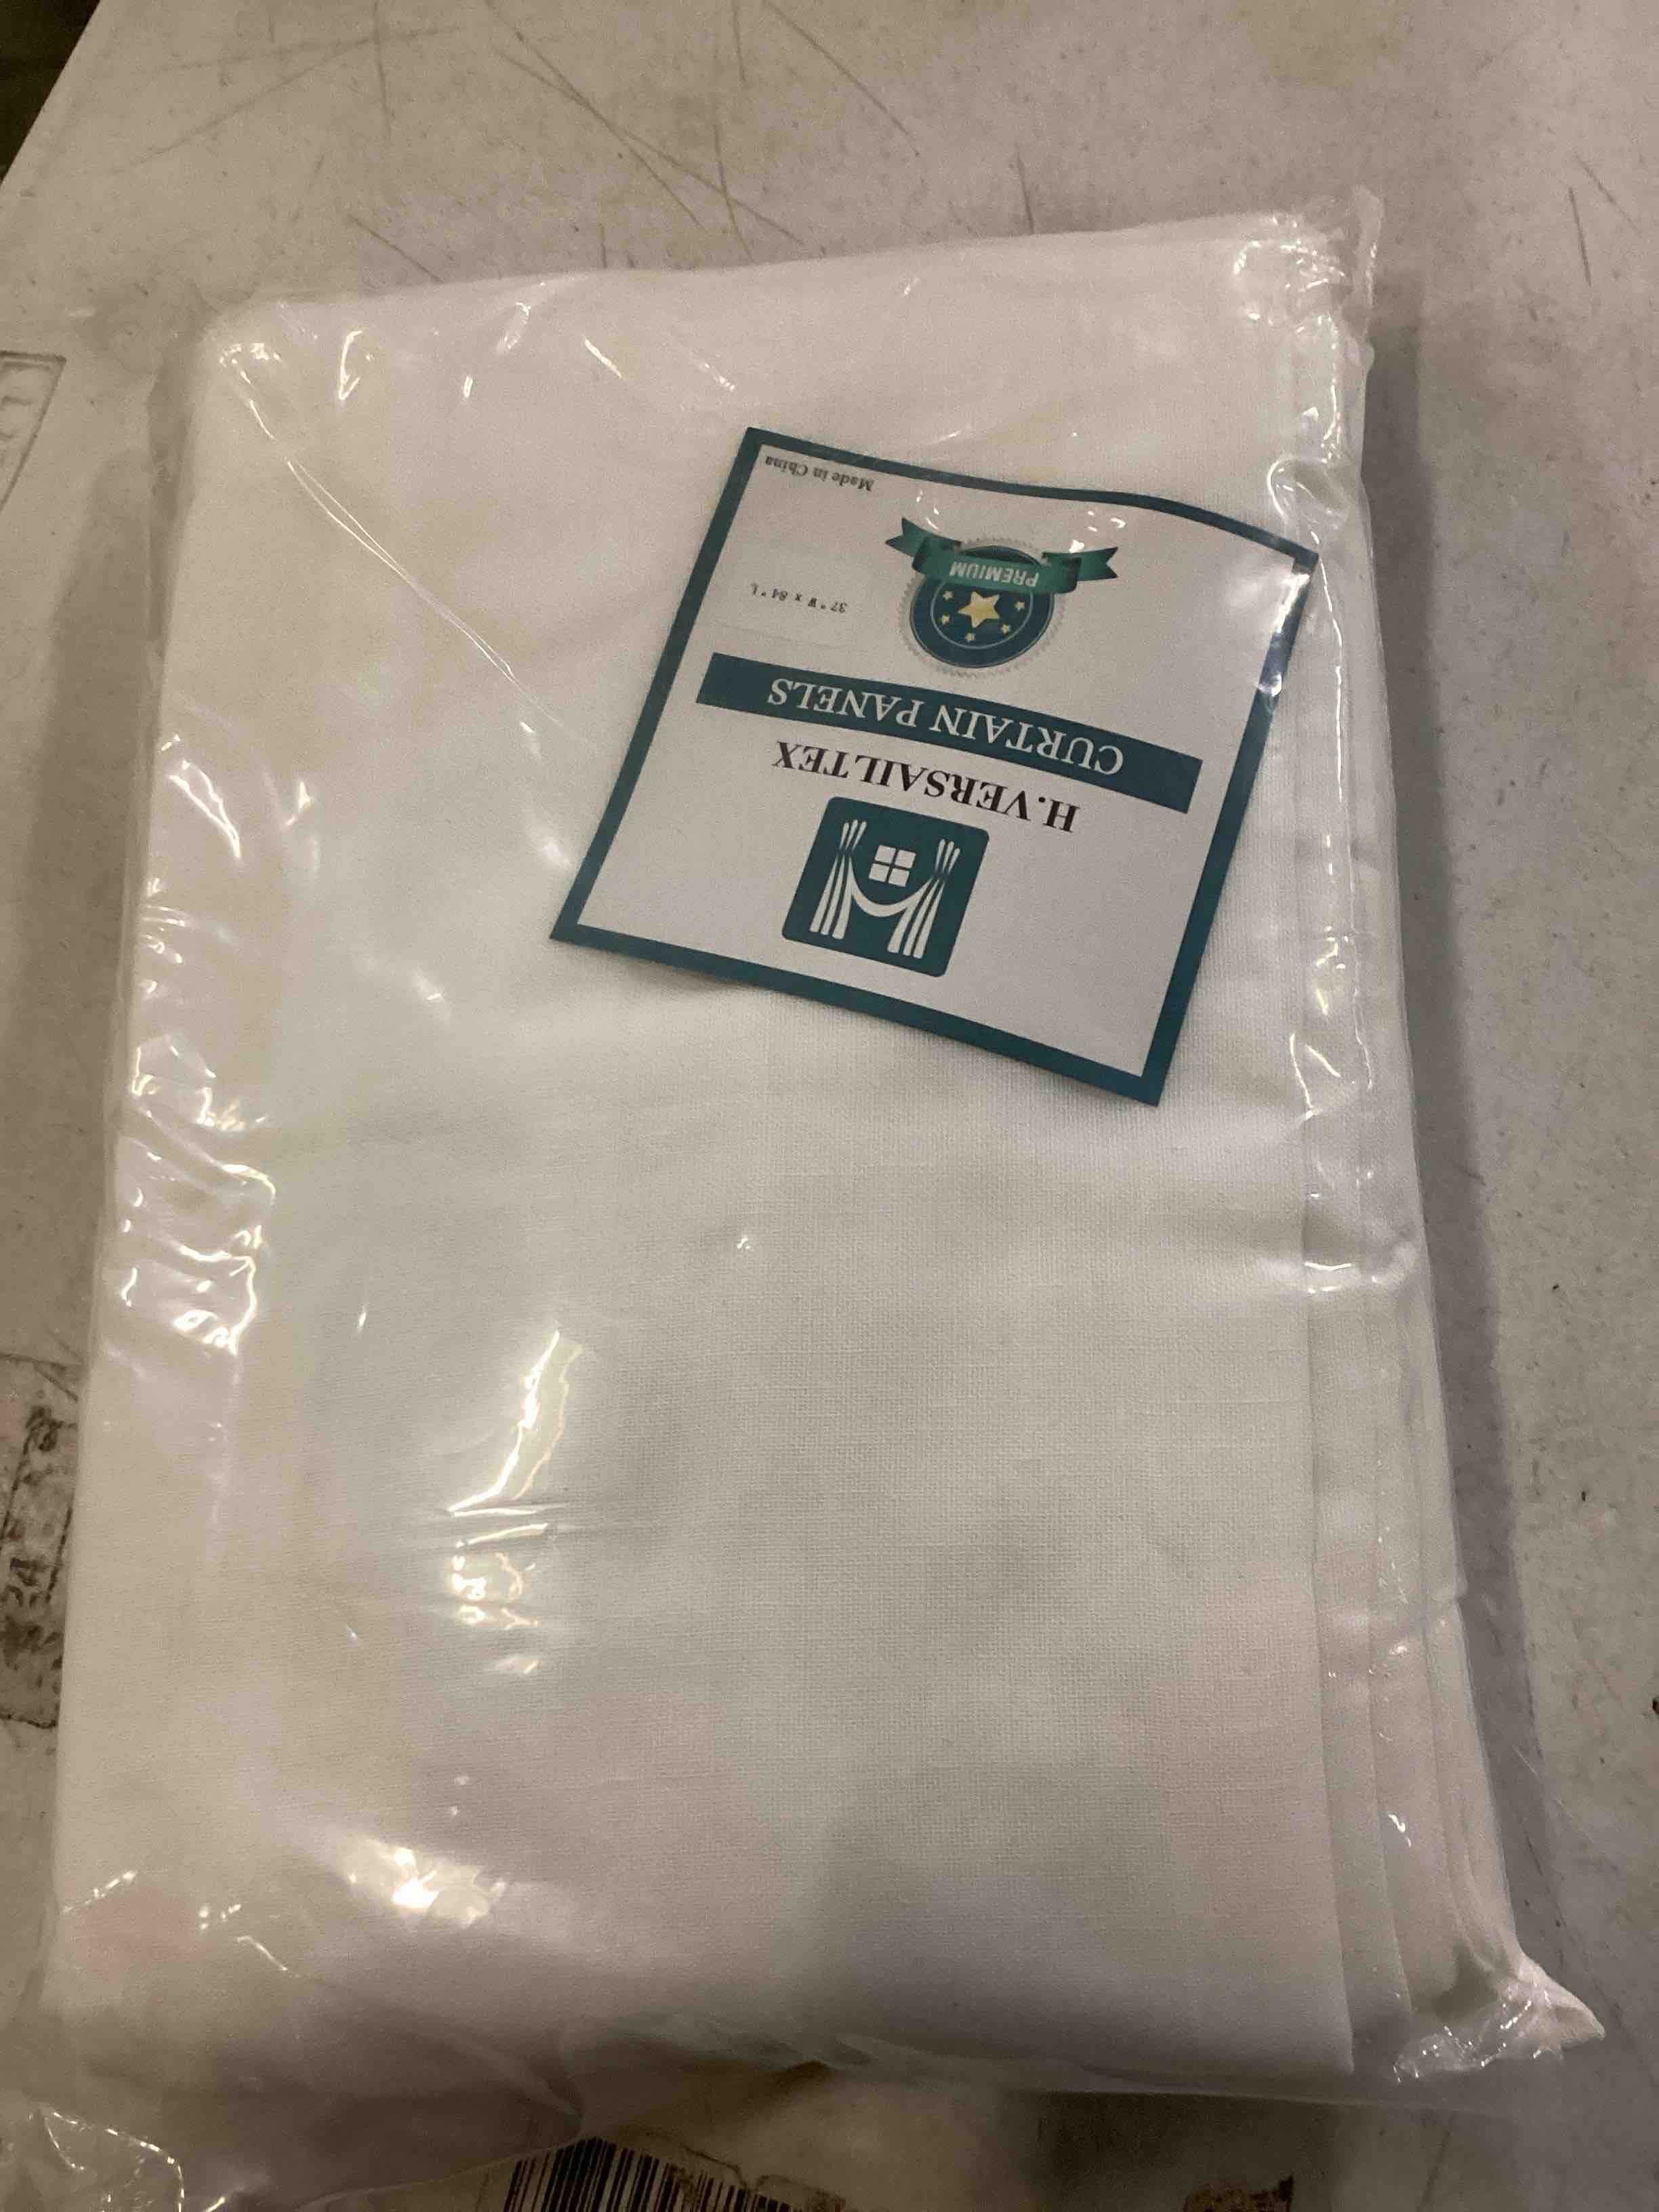 H.VERSAILTEX
CURTAIN PANELS
PREMIUM
37" W x 84" L
Made in China